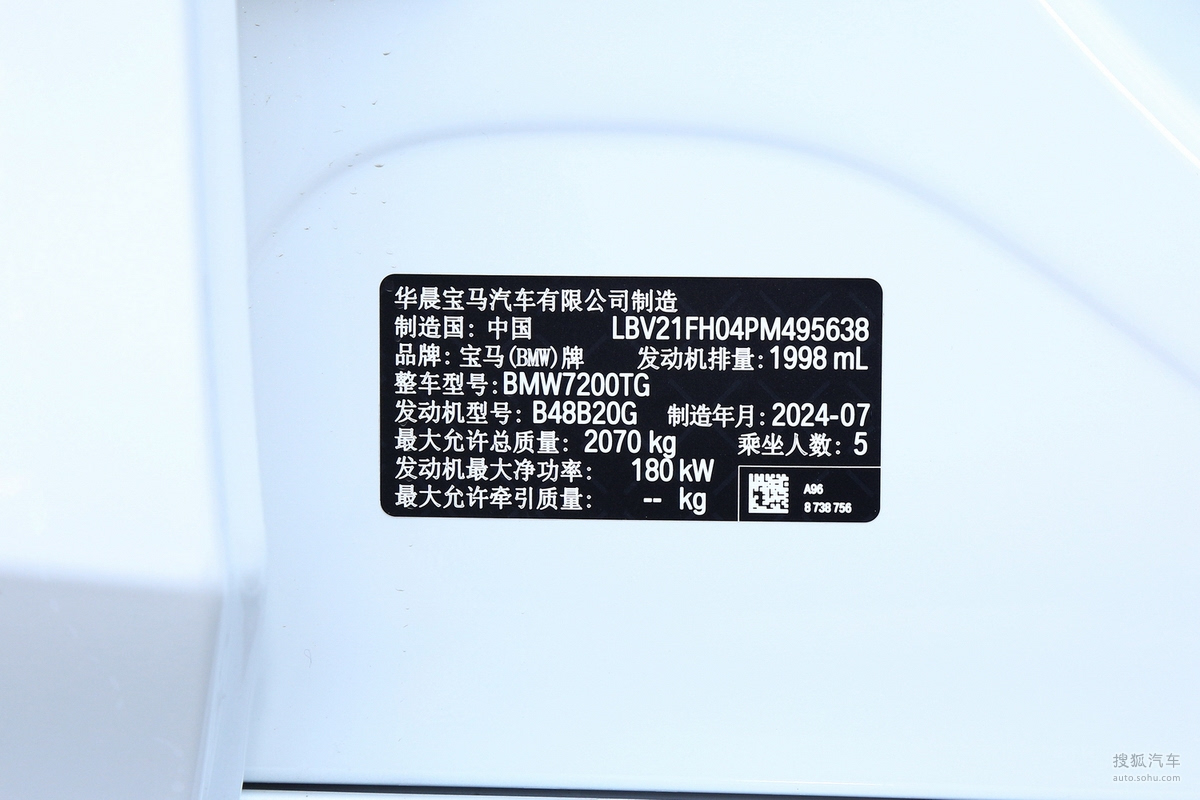 华晨宝马汽车有限公司制造
制造国：中国 LBV21FH04PM495638
品牌：宝马(BMW)牌 发动机排量：1998 mL
整车型号：BMW7200TG
发动机型号：B48B20G 制造年月：2024-07
最大允许总质量：2070 kg 乘坐人数：5
发动机最大净功率：180 kW
最大允许牵引质量：-- kg
A96
8 738 756
搜狐汽车
auto.sohu.com